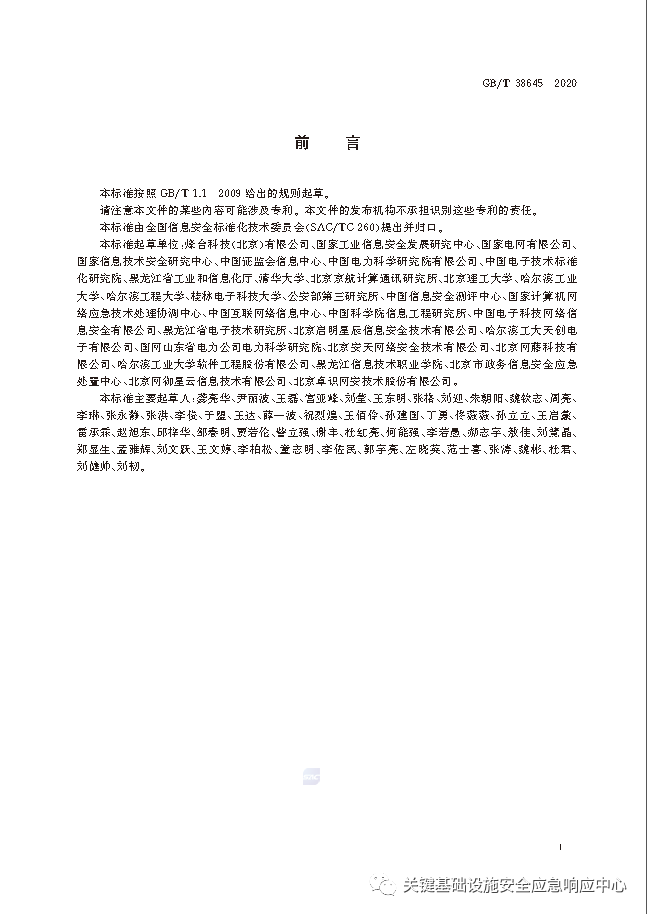 GB/T 38645 2020
前 言
本标准按照 GB/T 1.1 2009 给出的规则起草。
请注意本文件的某些内容可能涉及专利。本文件的发布机构不承担识别这些专利的责任。
本标准由全国信息安全标准化技术委员会(SAC/TC 260)提出并归口。
本标准起草单位:烽台科技(北京)有限公司、国家工业信息安全发展研究中心、国家电网有限公司、
国家信息技术安全研究中心、中国证监会信息中心、中国电力科学研究院有限公司、中国电子技术标准
化研究院、黑龙江省工业和信息化厅、清华大学、北京京航计算通讯研究所、北京理工大学、哈尔滨工业
大学、哈尔滨工程大学、桂林电子科技大学、公安部第三研究所、中国信息安全测评中心、国家计算机网
络应急技术处理协调中心、中国互联网络信息中心、中国科学院信息工程研究所、中国电子科技网络信
息安全有限公司、黑龙江省电子技术研究所、北京启明星辰信息安全技术有限公司、哈尔滨工大天创电
子有限公司、国网山东省电力公司电力科学研究院、北京安天网络安全技术有限公司、北京网藤科技有
限公司、哈尔滨工业大学软件工程股份有限公司、黑龙江信息技术职业学院、北京市政务信息安全应急
处置中心、北京网御星云信息技术有限公司、北京卓识网安技术股份有限公司。
本标准主要起草人:龚亮华、尹丽波、王磊、宫亚峰、刘莹、王东明、张格、刘迎、朱朝阳、魏钦志、周亮、
李琳、张永静、张洪、李俊、于盟、王达、薛一波、祝烈煌、王佰伶、孙建国、丁勇、佟薇薇、孙立立、王启蒙、
雷承霖、赵旭东、邱梓华、邹春明、贾若伦、訾立强、谢丰、杜红亮、何能强、李若愚、郝志宇、敖佳、刘慧晶、
郑显生、孟雅辉、刘文跃、王文婷、李柏松、童志明、李佐民、郭宇亮、左晓英、范士喜、张涛、魏彬、杜君、
刘健帅、刘韧。
SAC
I
关键基础设施安全应急响应中心